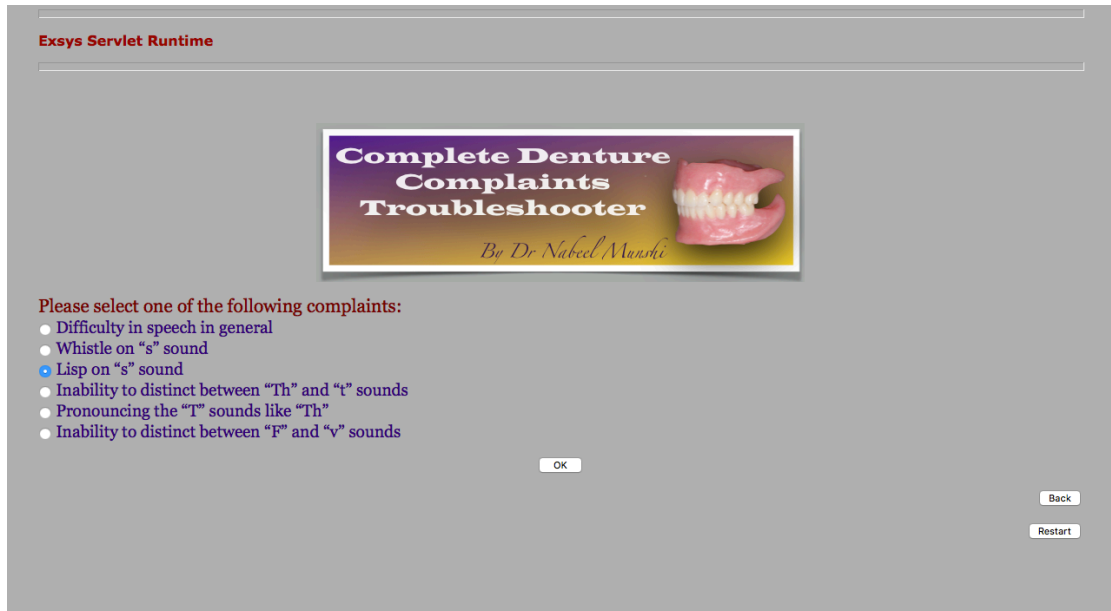 Exsys Servlet Runtime
Complete Denture
Complaints
Troubleshooter
By Dr Nabeel Munshi
Please select one of the following complaints:
Difficulty in speech in general
Whistle on “s” sound
Lisp on “s” sound
Inability to distinct between “Th” and “t” sounds
Pronouncing the “T” sounds like “Th”
Inability to distinct between “F” and “v” sounds
OK
Back
Restart